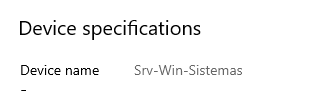 Device specifications
Device name Srv-Win-Sistemas